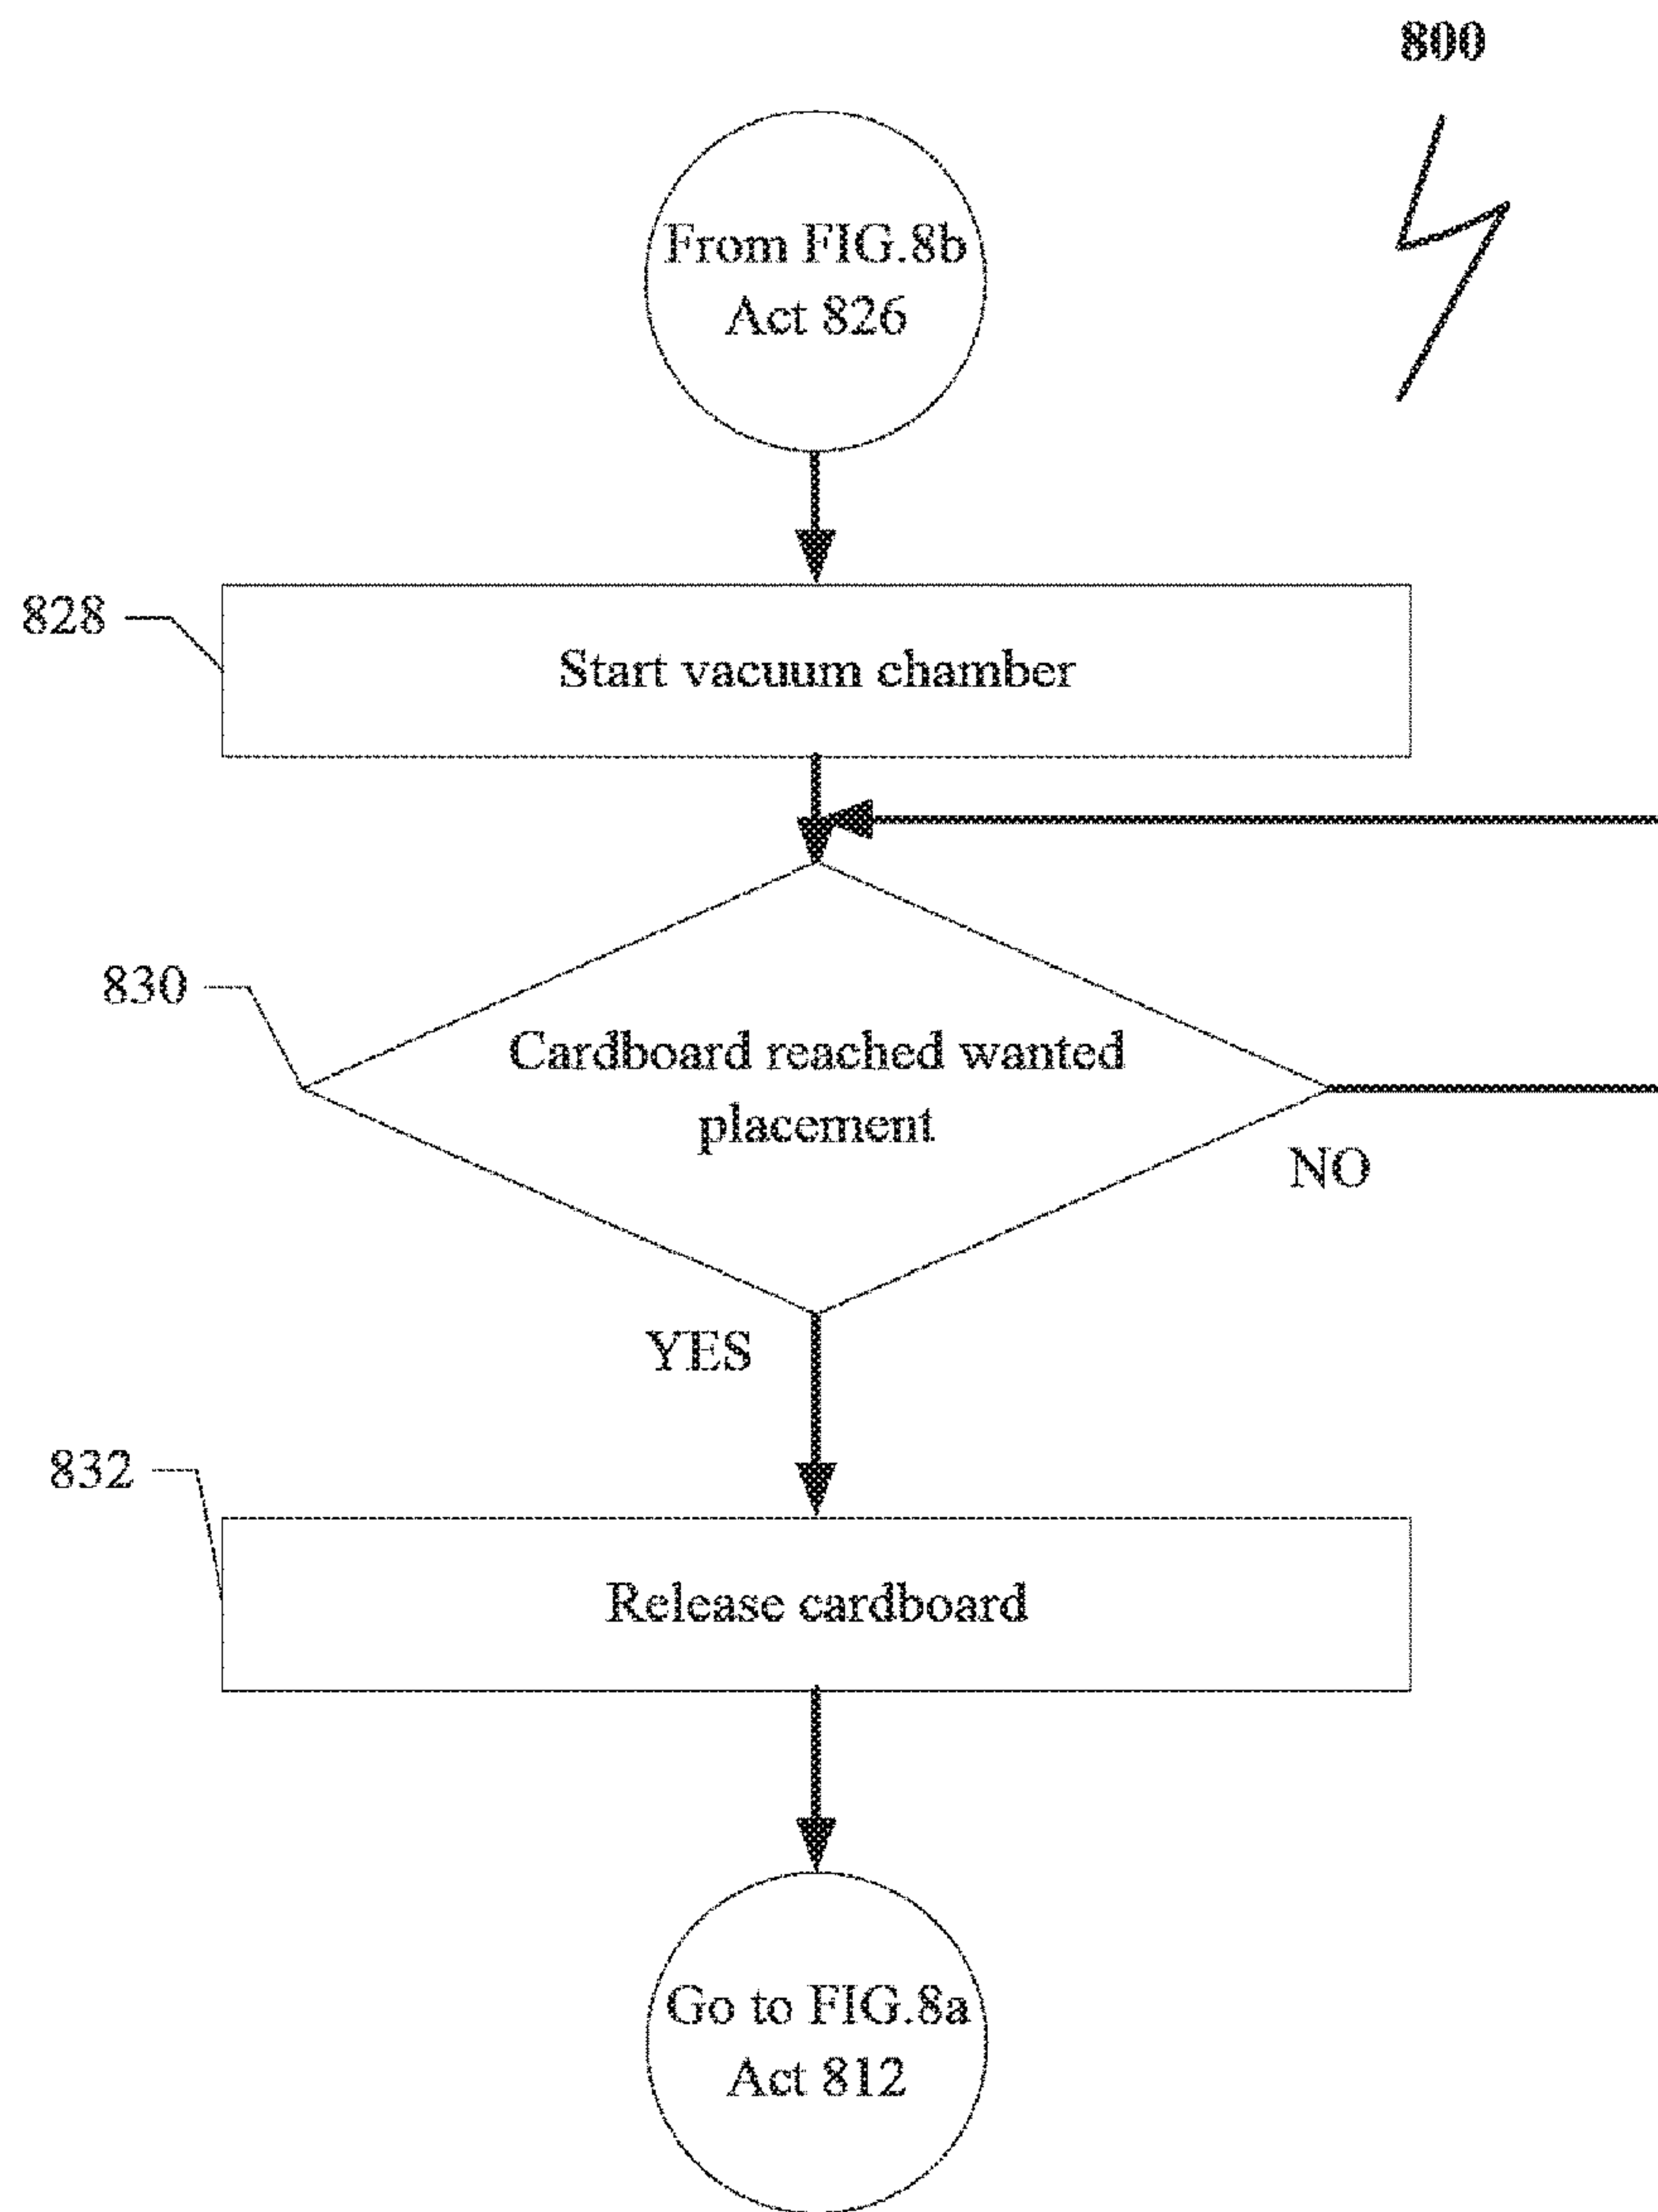 800
From FIG.8b
Act 826
828
Start vacuum chamber
830
Cardboard reached wanted
placement
NO
YES
832
Release cardboard
Go to FIG.8a
Act 812